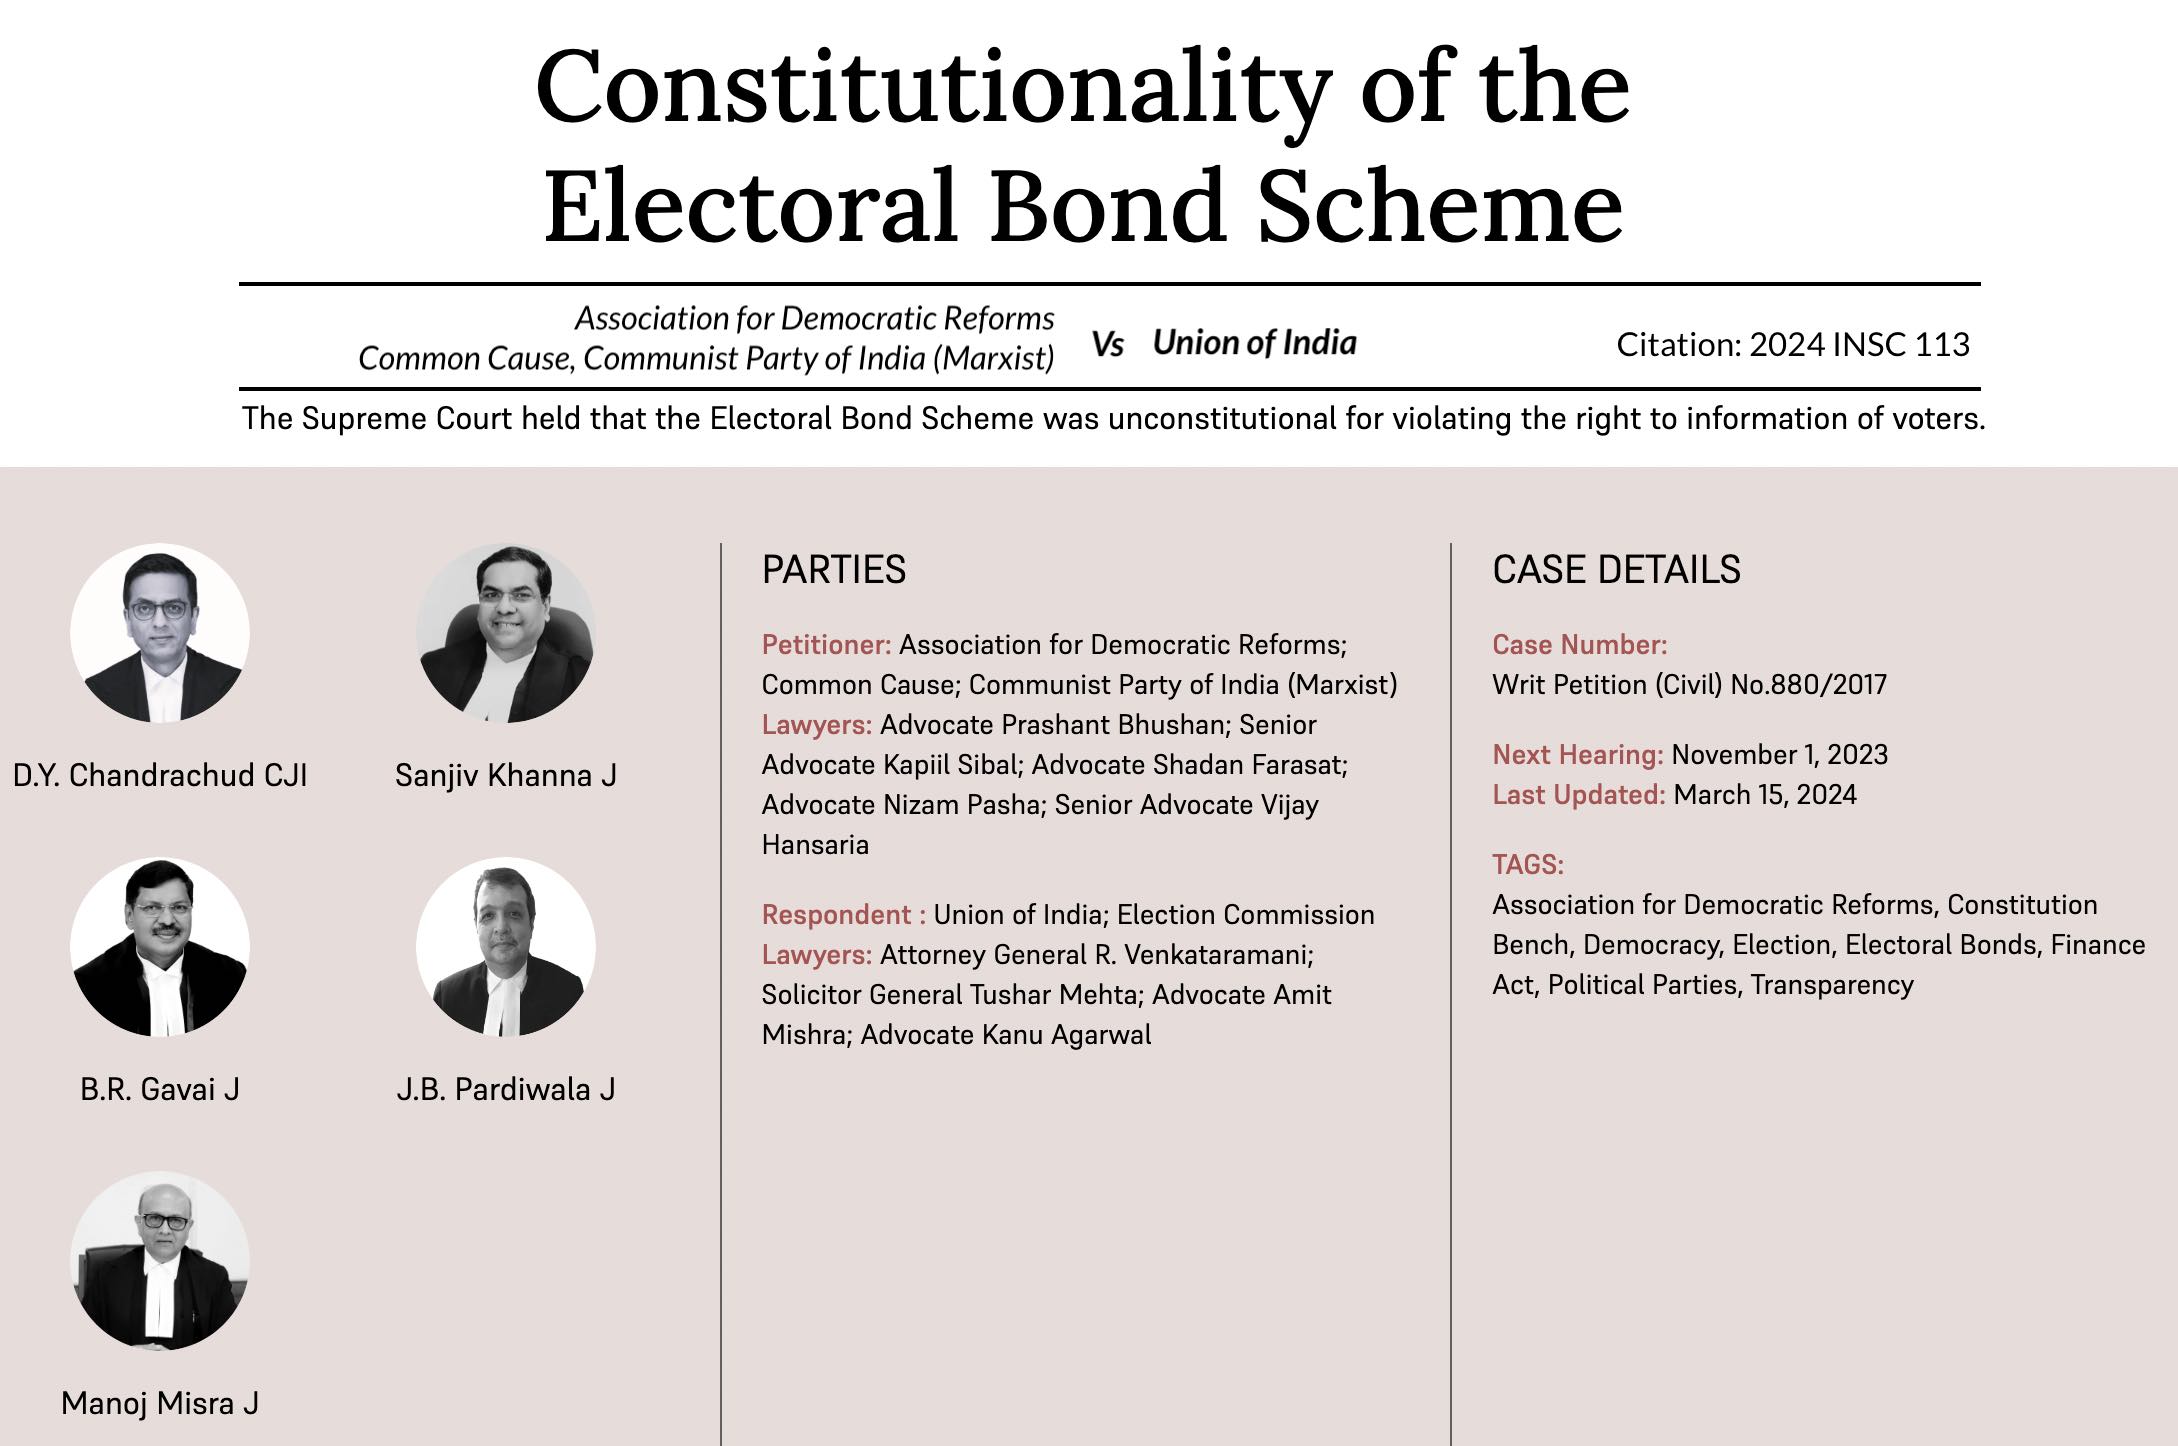 Constitutionality of the
Electoral Bond Scheme
Association for Democratic Reforms
Common Cause, Communist Party of India (Marxist)
Vs
Union of India
Citation: 2024 INSC 113
The Supreme Court held that the Electoral Bond Scheme was unconstitutional for violating the right to information of voters.
D.Y. Chandrachud CJI
Sanjiv Khanna J
B.R. Gavai J
J.B. Pardiwala J
Manoj Misra J
PARTIES
Petitioner: Association for Democratic Reforms;
Common Cause; Communist Party of India (Marxist)
Lawyers: Advocate Prashant Bhushan; Senior
Advocate Kapiil Sibal; Advocate Shadan Farasat;
Advocate Nizam Pasha; Senior Advocate Vijay
Hansaria
Respondent : Union of India; Election Commission
Lawyers: Attorney General R. Venkataramani;
Solicitor General Tushar Mehta; Advocate Amit
Mishra; Advocate Kanu Agarwal
CASE DETAILS
Case Number:
Writ Petition (Civil) No.880/2017
Next Hearing: November 1, 2023
Last Updated: March 15, 2024
TAGS:
Association for Democratic Reforms, Constitution
Bench, Democracy, Election, Electoral Bonds, Finance
Act, Political Parties, Transparency